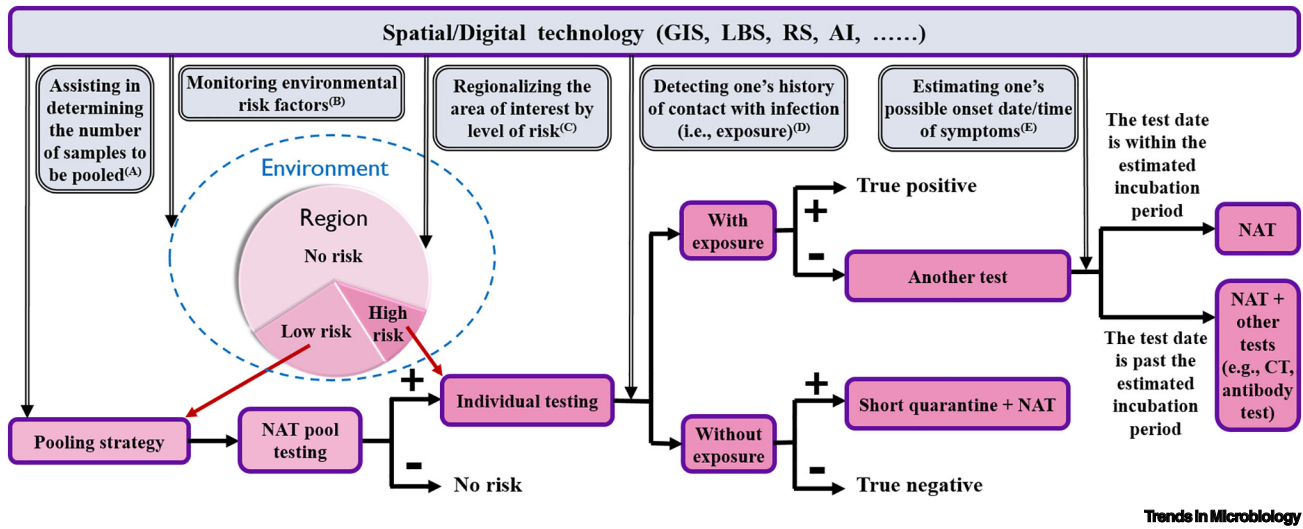 Spatial/Digital technology (GIS, LBS, RS, AI, ……)
Assisting in
determining
the number
of samples to
be pooled(A)
Monitoring environmental
risk factors(B)
Regionalizing the
area of interest by
level of risk(C)
Detecting one’s history
of contact with infection
(i.e., exposure)(D)
Estimating one’s
possible onset date/time
of symptoms(E)
Environment
Region
No risk
Low risk
High
risk
Pooling strategy
NAT pool
testing
+
−
No risk
Individual testing
With
exposure
+
True positive
−
Another test
Without
exposure
+
Short quarantine + NAT
−
True negative
The test date
is within the
estimated
incubation
period
NAT
The test date
is past the
estimated
incubation
period
NAT +
other
tests
(e.g., CT,
antibody
test)
Trends in Microbiology